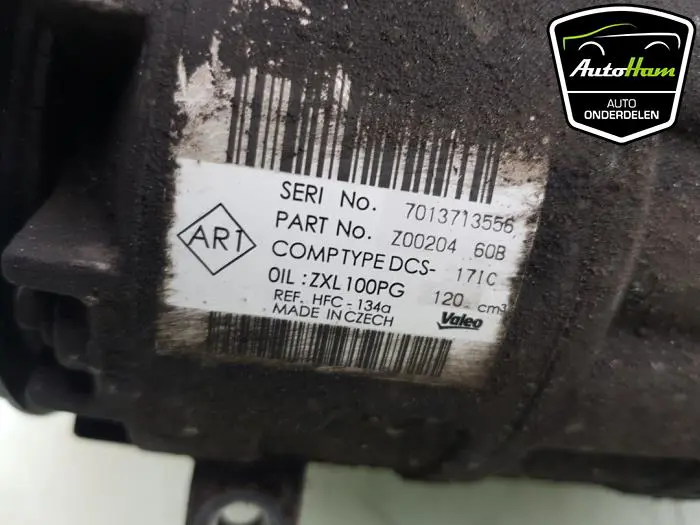 AutoHam
AUTO
ONDERDELEN
SERI No. 7013713556
PART No. Z00204 60B
COMPTYPE DCS- 17IC
OIL : ZXL100PG 120 cm³
REF. HFC - 134a
MADE IN CZECH
Valeo
ART